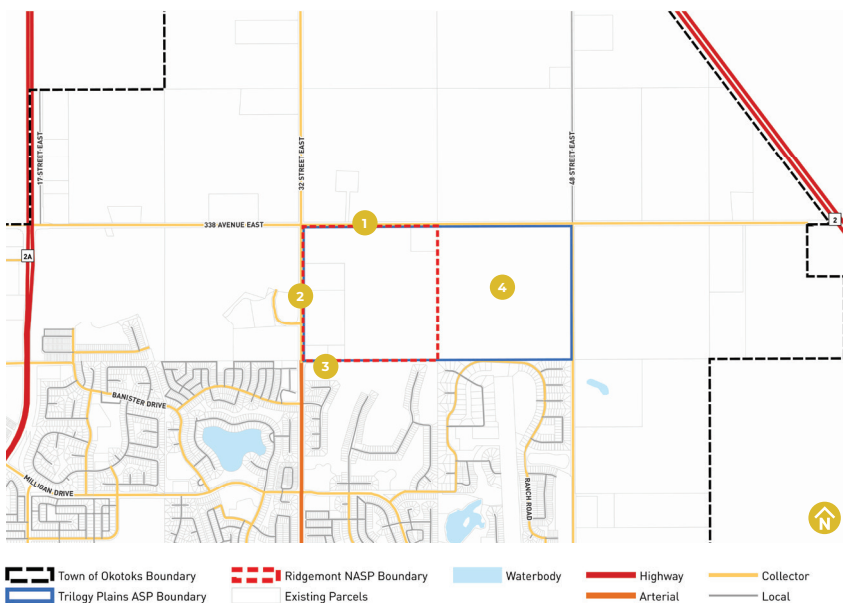 17 STREET EAST
32 STREET EAST
48 STREET EAST
2
338 AVENUE EAST
1
2A
2
4
3
BANISTER DRIVE
MILLIGAN DRIVE
RANCH ROAD
N
Town of Okotoks Boundary
Ridgemont NASP Boundary
Waterbody
Highway
Collector
Trilogy Plains ASP Boundary
Existing Parcels
Arterial
Local